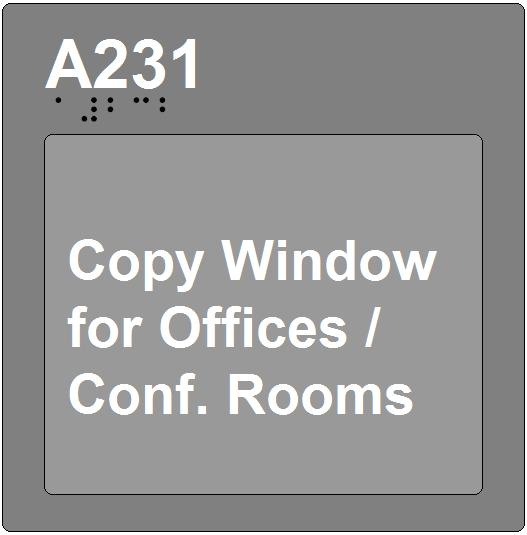 A231
⠁⠼⠃⠉⠁
Copy Window
for Offices /
Conf. Rooms